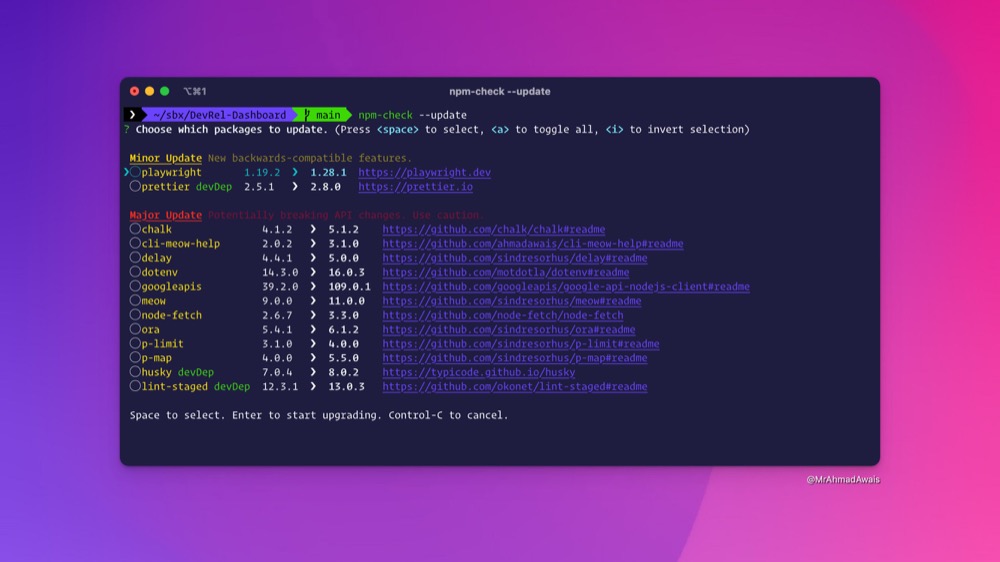 ⌥⌘1 npm-check --update
❯ ~/sbx/DevRel-Dashboard main npm-check --update
? Choose which packages to update. (Press <space> to select, <a> to toggle all, <i> to invert selection)
Minor Update New backwards-compatible features.
❯◯playwright 1.19.2 ❯ 1.28.1 https://playwright.dev
◯prettier devDep 2.5.1 ❯ 2.8.0 https://prettier.io
Major Update Potentially breaking API changes. Use caution.
◯chalk 4.1.2 ❯ 5.1.2 https://github.com/chalk/chalk#readme
◯cli-meow-help 2.0.2 ❯ 3.1.0 https://github.com/ahmadawais/cli-meow-help#readme
◯delay 4.4.1 ❯ 5.0.0 https://github.com/sindresorhus/delay#readme
◯dotenv 14.3.0 ❯ 16.0.3 https://github.com/motdotla/dotenv#readme
◯googleapis 39.2.0 ❯ 109.0.1 https://github.com/googleapis/google-api-nodejs-client#readme
◯meow 9.0.0 ❯ 11.0.0 https://github.com/sindresorhus/meow#readme
◯node-fetch 2.6.7 ❯ 3.3.0 https://github.com/node-fetch/node-fetch
◯ora 5.4.1 ❯ 6.1.2 https://github.com/sindresorhus/ora#readme
◯p-limit 3.1.0 ❯ 4.0.0 https://github.com/sindresorhus/p-limit#readme
◯p-map 4.0.0 ❯ 5.5.0 https://github.com/sindresorhus/p-map#readme
◯husky devDep 7.0.4 ❯ 8.0.2 https://typicode.github.io/husky
◯lint-staged devDep 12.3.1 ❯ 13.0.3 https://github.com/okonet/lint-staged#readme
Space to select. Enter to start upgrading. Control-C to cancel.
@MrAhmadAwais